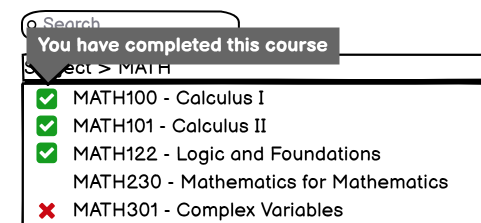 Search
You have completed this course
Subject > MATH
MATH100 - Calculus I
MATH101 - Calculus II
MATH122 - Logic and Foundations
MATH230 - Mathematics for Mathematics
MATH301 - Complex Variables